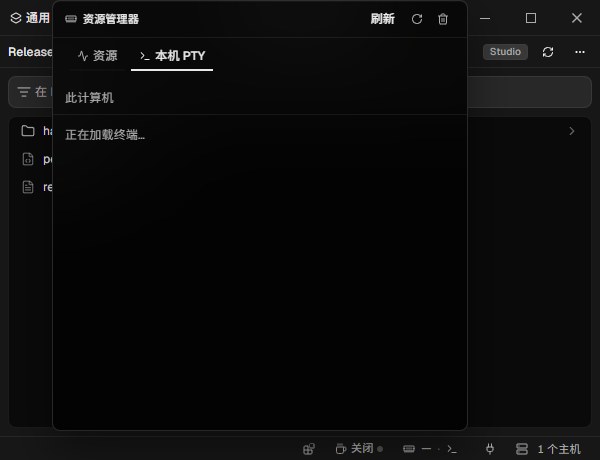 通用
资源管理器
刷新
Release
资源
本机 PTY
Studio
在
此计算机
正在加载终端...
ha
po
re
关闭
1 个主机